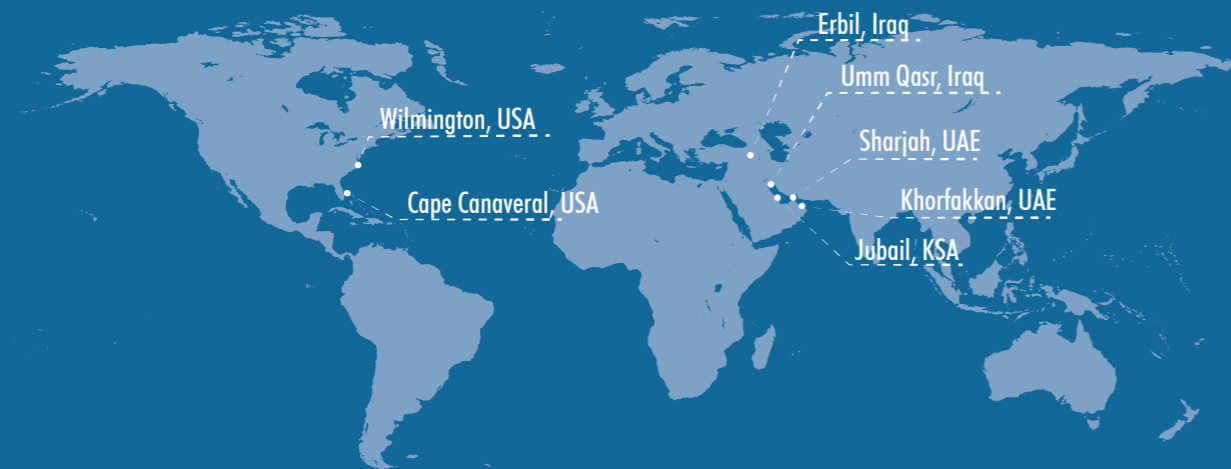 Erbil, Iraq
Umm Qasr, Iraq
Wilmington, USA
Sharjah, UAE
Cape Canaveral, USA
Khorfakkan, UAE
Jubail, KSA